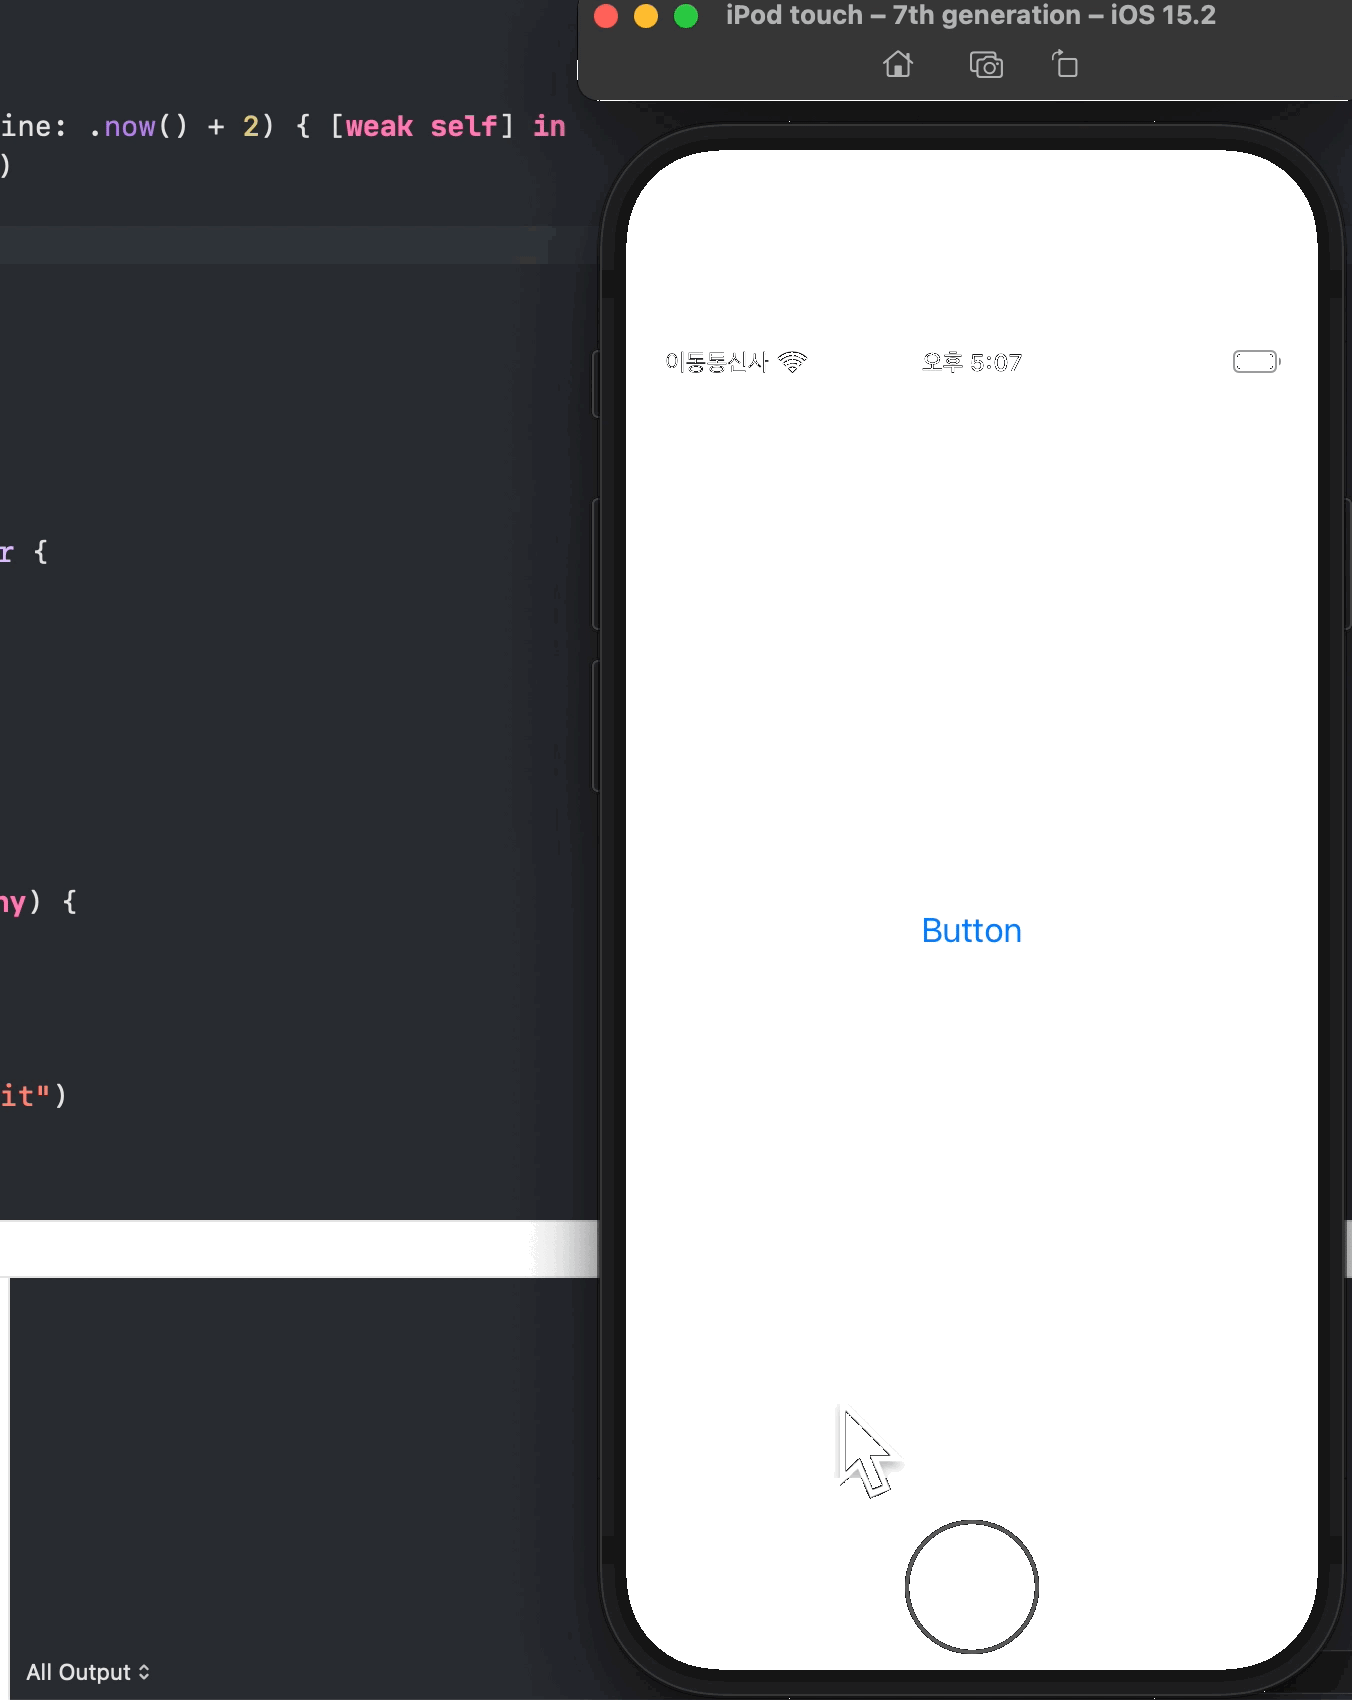 iPod touch – 7th generation – iOS 15.2
ine: .now() + 2) { [weak self] in
)
이동통신사
오후 5:07
r {
Button
ny) {
it")
All Output